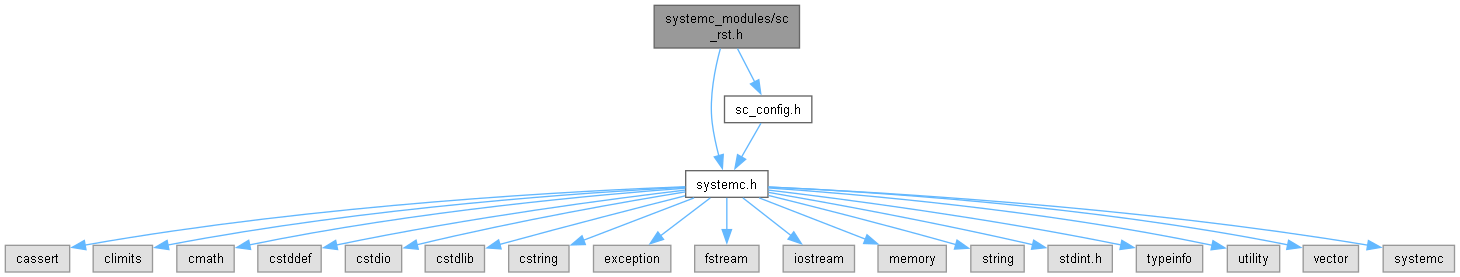 systemc_modules/sc
_rst.h
sc_config.h
systemc.h
cassert
climits
cmath
cstddef
cstdio
cstdlib
cstring
exception
fstream
iostream
memory
string
stdint.h
typeinfo
utility
vector
systemc